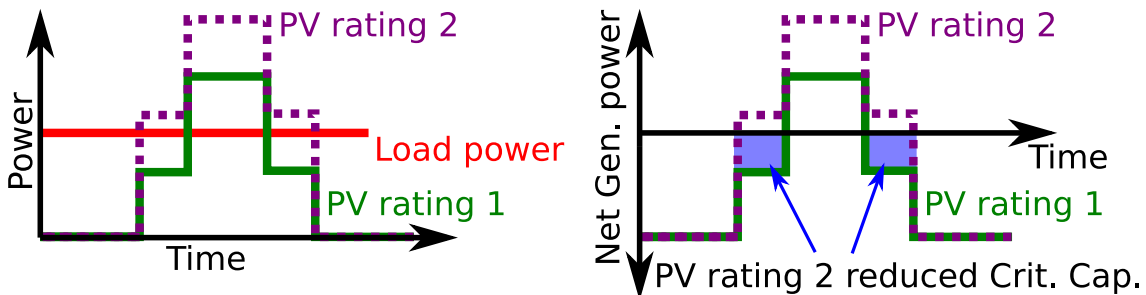 Power
PV rating 2
Load power
PV rating 1
Time
Net Gen. power
PV rating 2
Time
PV rating 1
PV rating 2 reduced Crit. Cap.